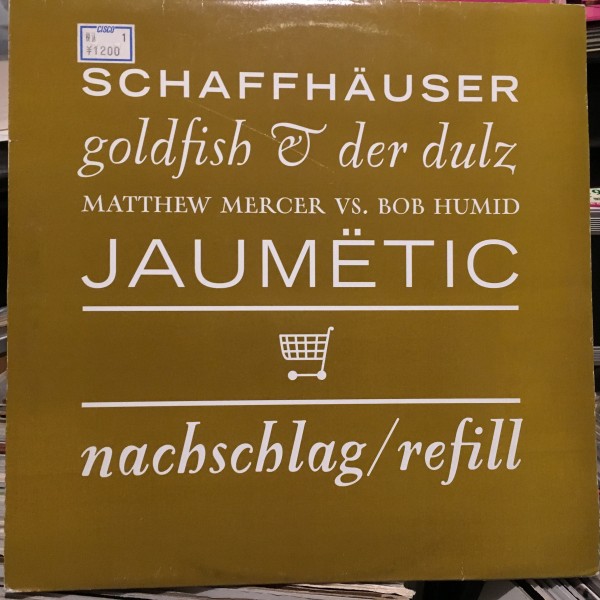 CISCO
1
¥1200
SCHAFFHÄUSER
goldfish & der dulz
MATTHEW MERCER VS. BOB HUMID
JAUMËTIC
nachschlag/refill